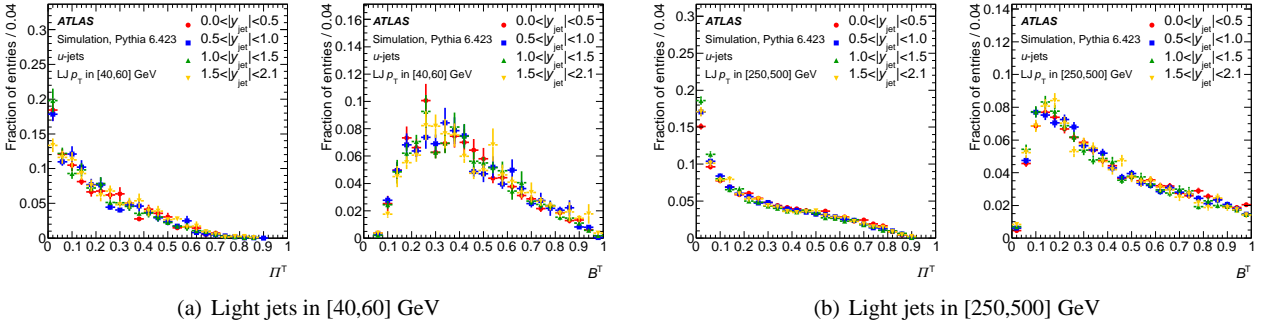 Fraction of entries / 0.04
0.3
0.25
0.2
0.15
0.1
0.05
0
ATLAS
Simulation, Pythia 6.423
u-jets
LJ p_T in [40,60] GeV
0.0<|y_jet|<0.5
0.5<|y_jet|<1.0
1.0<|y_jet|<1.5
1.5<|y_jet|<2.1
0 0.1 0.2 0.3 0.4 0.5 0.6 0.7 0.8 0.9 1
Π^T
Fraction of entries / 0.04
0.16
0.14
0.12
0.1
0.08
0.06
0.04
0.02
0
ATLAS
Simulation, Pythia 6.423
u-jets
LJ p_T in [40,60] GeV
0.0<|y_jet|<0.5
0.5<|y_jet|<1.0
1.0<|y_jet|<1.5
1.5<|y_jet|<2.1
0 0.1 0.2 0.3 0.4 0.5 0.6 0.7 0.8 0.9 1
B^T
(a) Light jets in [40,60] GeV
Fraction of entries / 0.04
0.3
0.25
0.2
0.15
0.1
0.05
0
ATLAS
Simulation, Pythia 6.423
u-jets
LJ p_T in [250,500] GeV
0.0<|y_jet|<0.5
0.5<|y_jet|<1.0
1.0<|y_jet|<1.5
1.5<|y_jet|<2.1
0 0.1 0.2 0.3 0.4 0.5 0.6 0.7 0.8 0.9 1
Π^T
Fraction of entries / 0.04
0.12
0.1
0.08
0.06
0.04
0.02
0
ATLAS
Simulation, Pythia 6.423
u-jets
LJ p_T in [250,500] GeV
0.0<|y_jet|<0.5
0.5<|y_jet|<1.0
1.0<|y_jet|<1.5
1.5<|y_jet|<2.1
0 0.1 0.2 0.3 0.4 0.5 0.6 0.7 0.8 0.9 1
B^T
(b) Light jets in [250,500] GeV